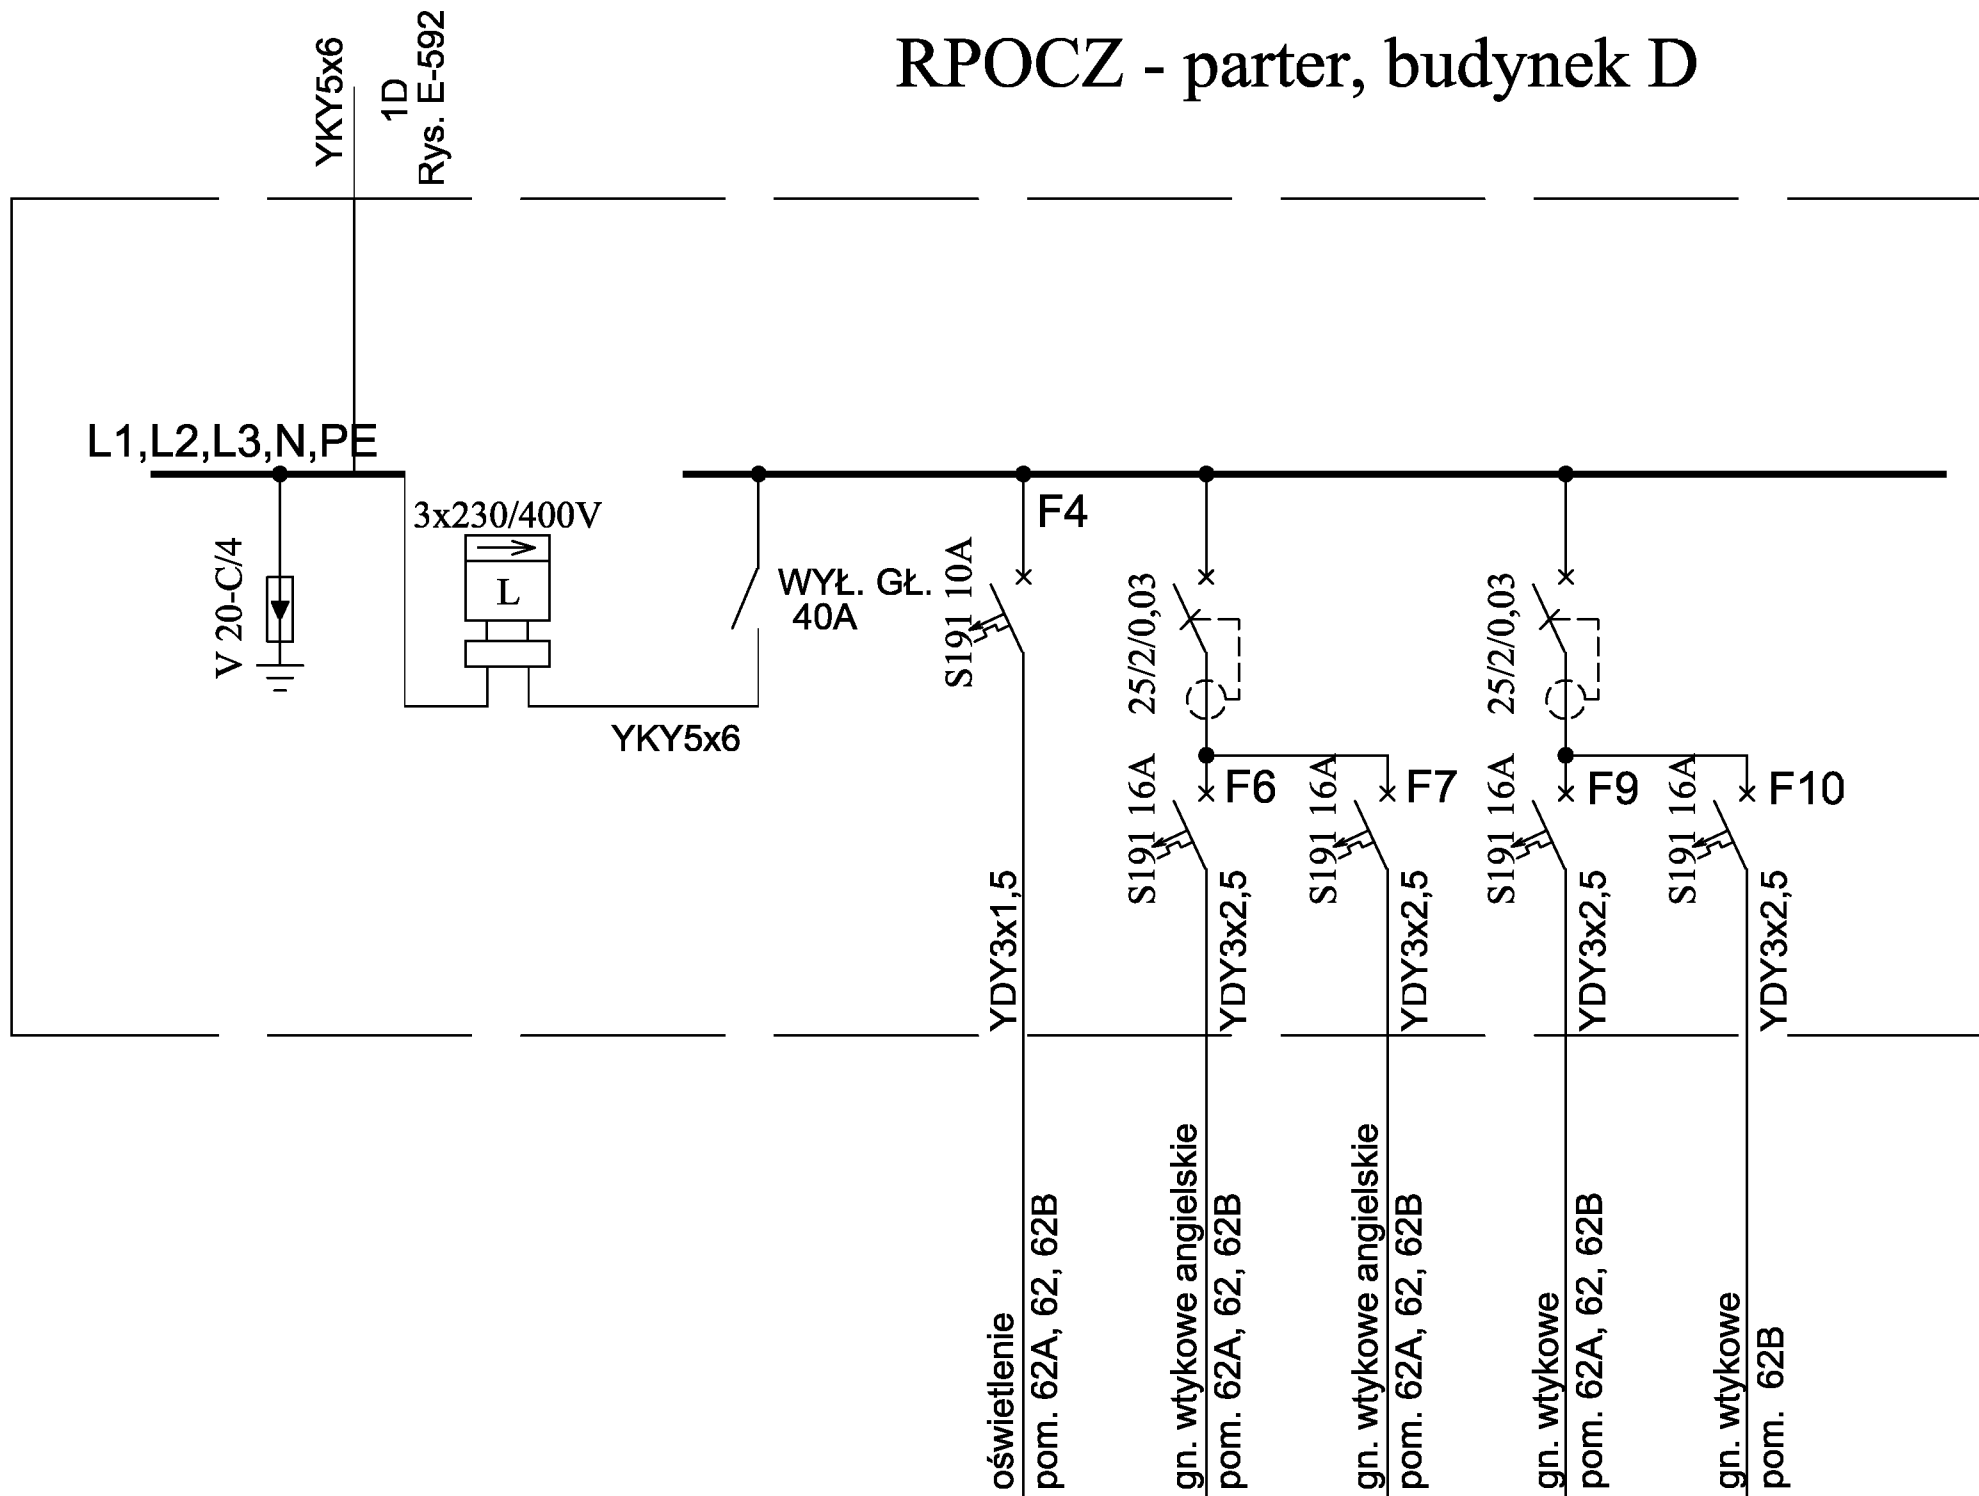 RPOCZ - parter, budynek D
YKY5x6
1D
Rys. E-592
L1,L2,L3,N,PE
3x230/400V
L
V 20-C/4
YKY5x6
WYŁ. GŁ.
40A
F4
S191 10A
25/2/0,03
25/2/0,03
S191 16A
F6
S191 16A
F7
S191 16A
F9
S191 16A
F10
YDY3x1,5
YDY3x2,5
YDY3x2,5
YDY3x2,5
YDY3x2,5
oświetlenie
pom. 62A, 62, 62B
gn. wtykowe angielskie
pom. 62A, 62, 62B
gn. wtykowe angielskie
pom. 62A, 62, 62B
gn. wtykowe
pom. 62A, 62, 62B
gn. wtykowe
pom. 62B